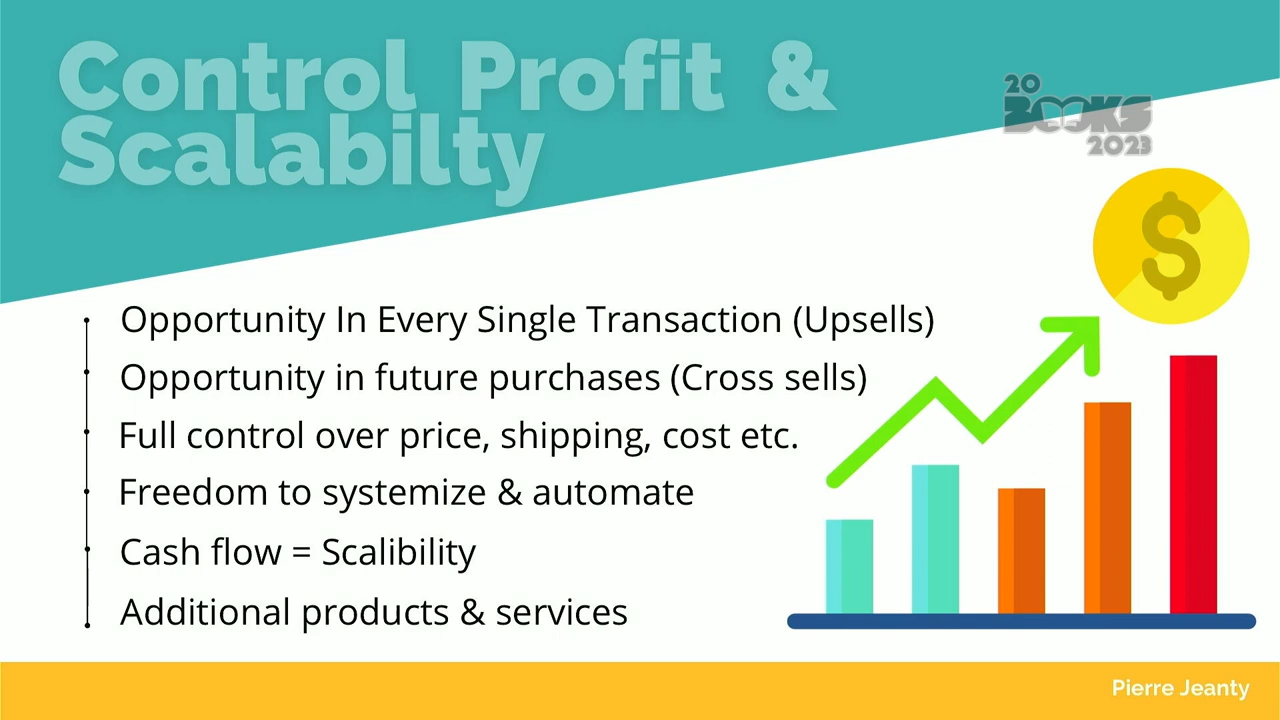 Control Profit &
Scalabilty
20
BOOKS
2023
$
Opportunity In Every Single Transaction (Upsells)
Opportunity in future purchases (Cross sells)
Full control over price, shipping, cost etc.
Freedom to systemize & automate
Cash flow = Scalibility
Additional products & services
Pierre Jeanty